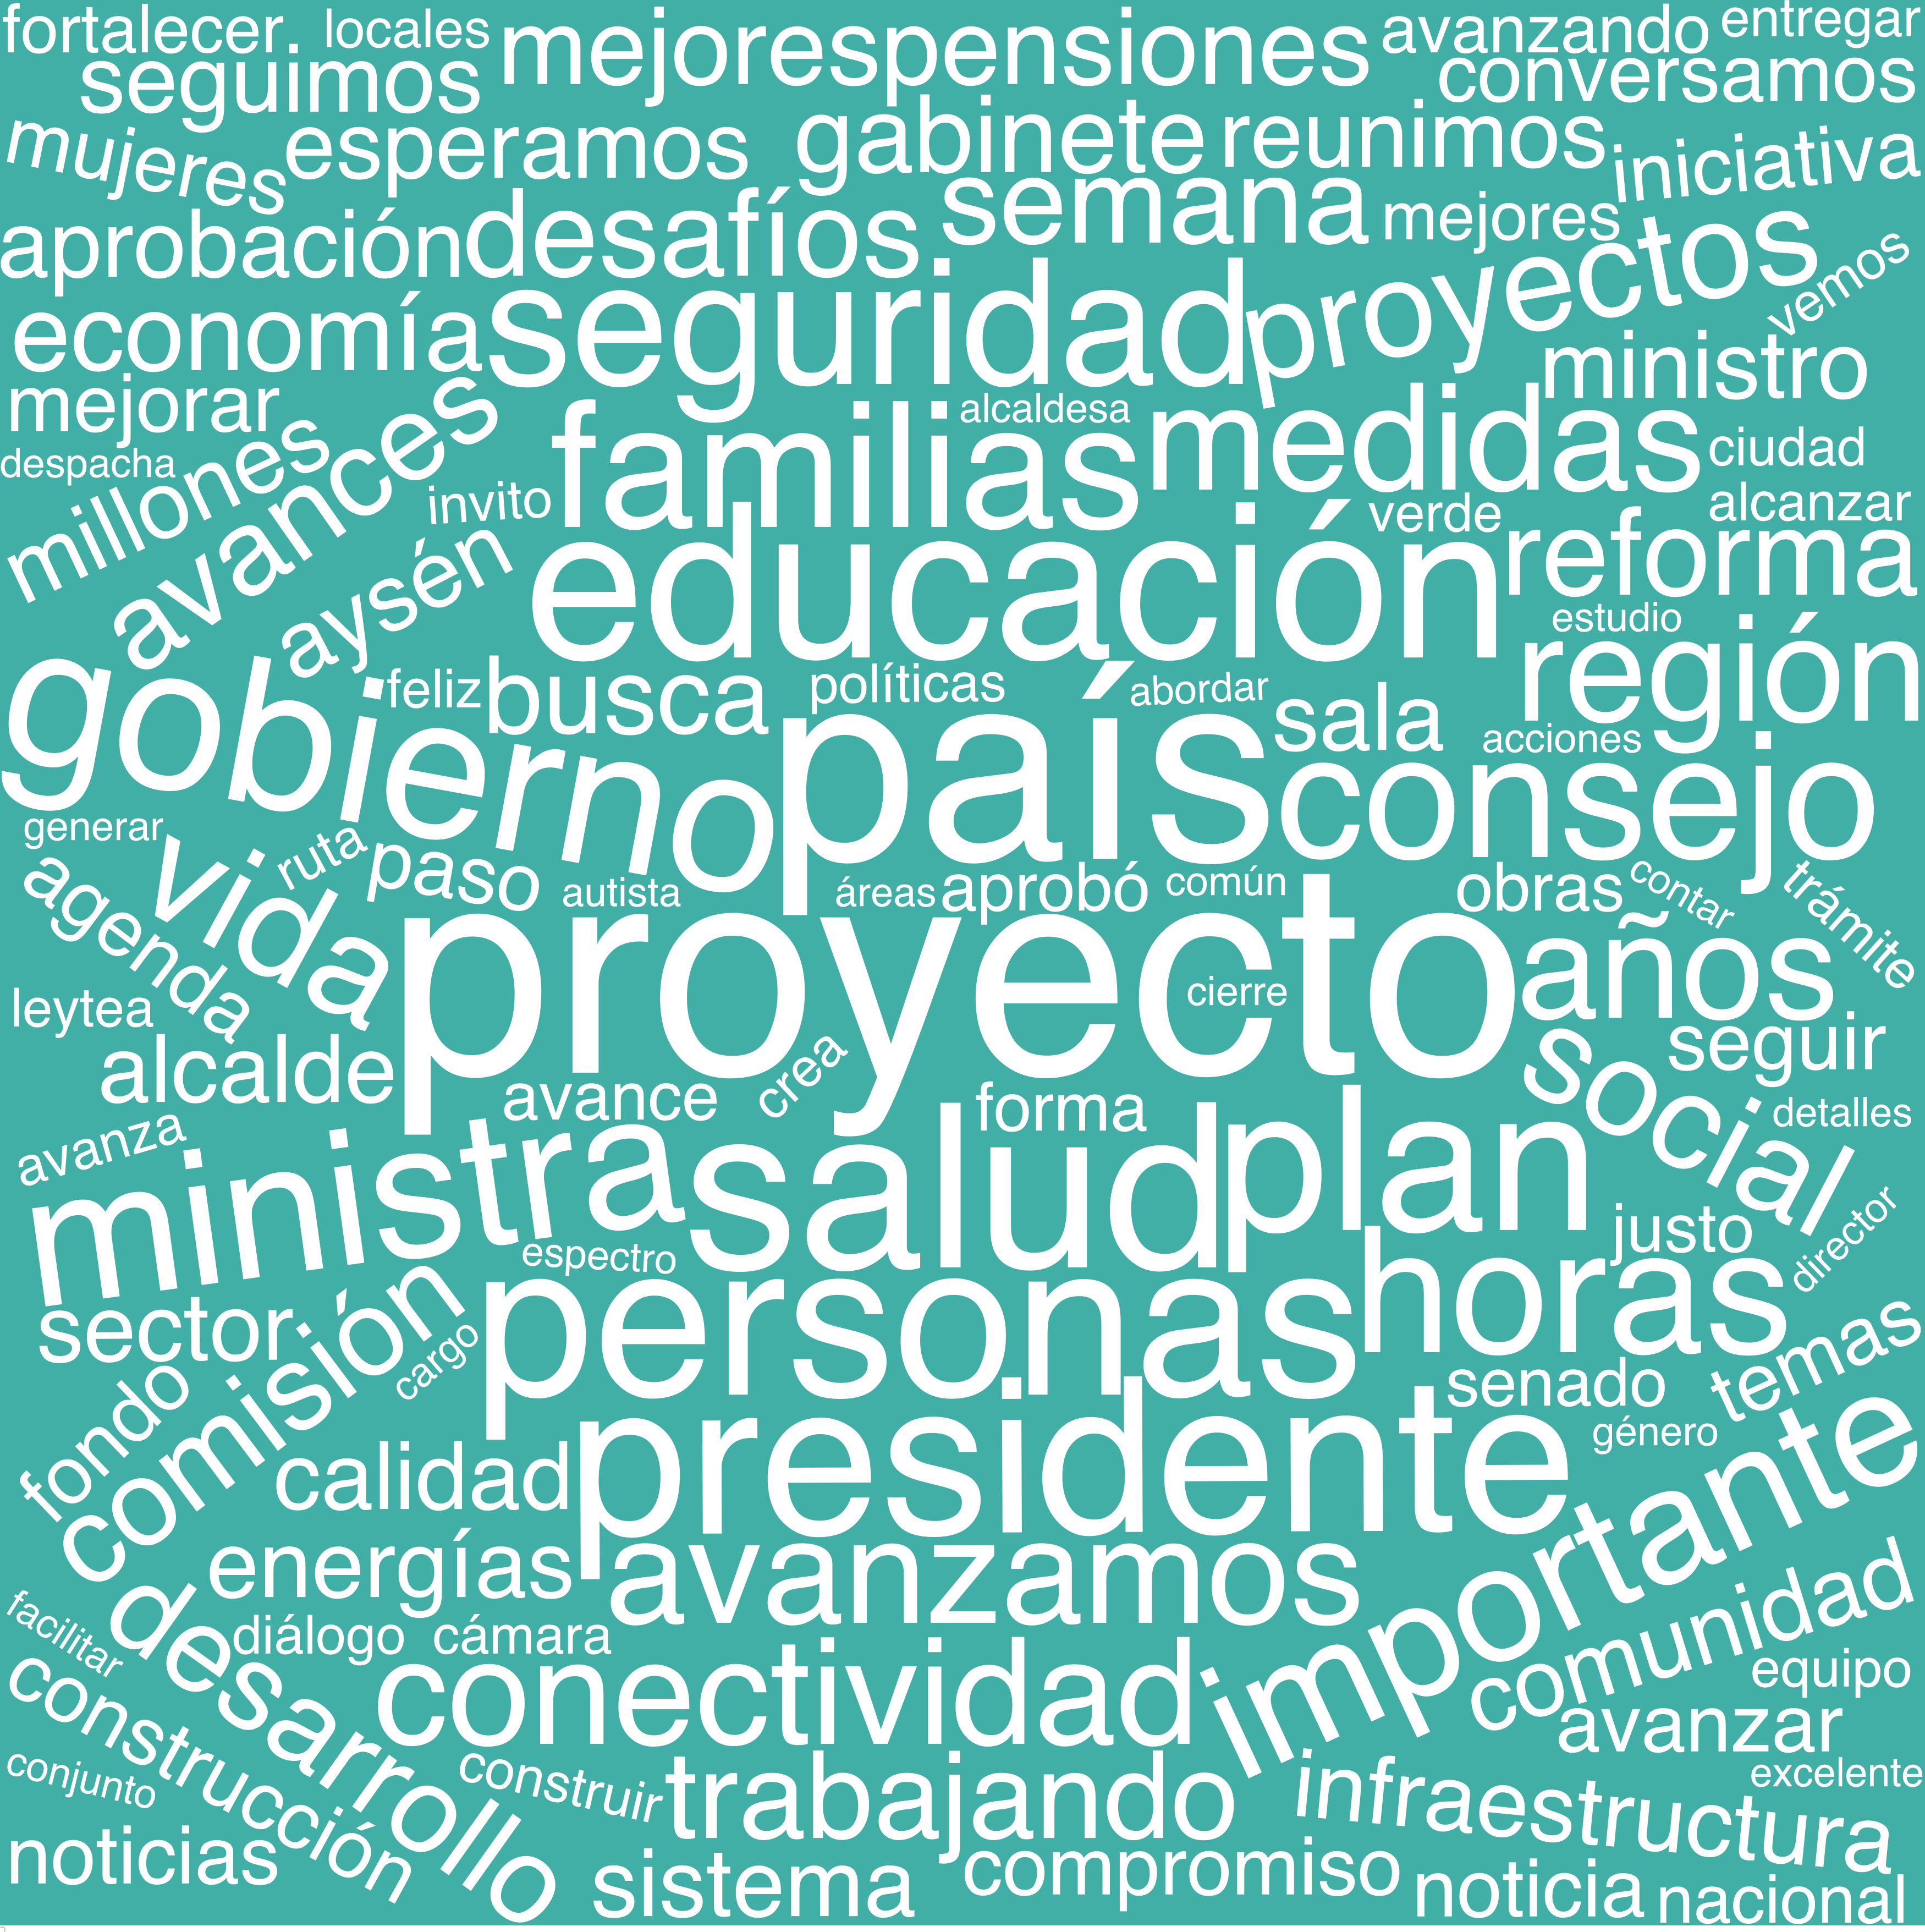 fortalecer. locales mejorespensiones avanzando entregar
seguimos conversamos
mujeres esperamos gabinete reunimos iniciativa
aprobación desafíos semana mejores proyectos vemos
economía seguridad ministro
mejorar avances familias alcaldesa medidas ciudad
despacha millones invito verde alcanzar
aysén educación reforma
estudio
gobierno feliz busca políticas país abordar sala región
acciones
generar vida ruta consejo
agenda paso autista áreas aprobó común obras contar trámite
leytea proyecto cierre años
alcalde avance crea forma social seguir
avanza detalles
ministra salud plan justo director
espectro
sector comisión cargo personas horas
fondo senado temas
calidad presidente género importante
energías avanzamos
facilitar desarrollo diálogo cámara comunidad
construcción conectividad equipo
avanzar
conjunto construir trabajando infraestructura excelente
noticias sistema compromiso noticia nacional